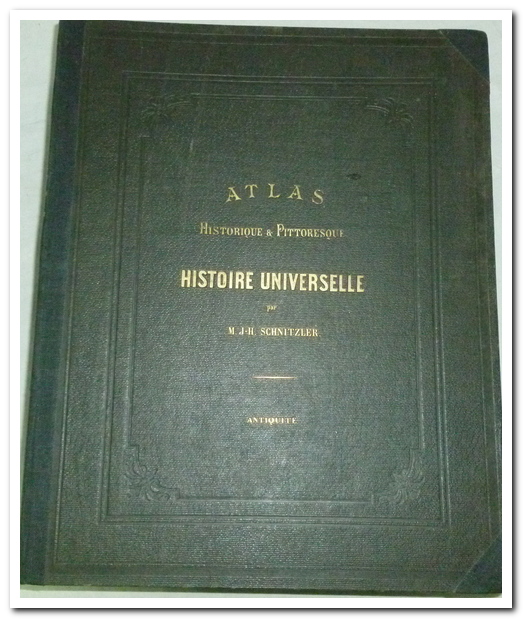 ATLAS
HISTORIQUE & PITTORESQUE
HISTOIRE UNIVERSELLE
par
M. J-H. SCHNITZLER
ANTIQUITÉ